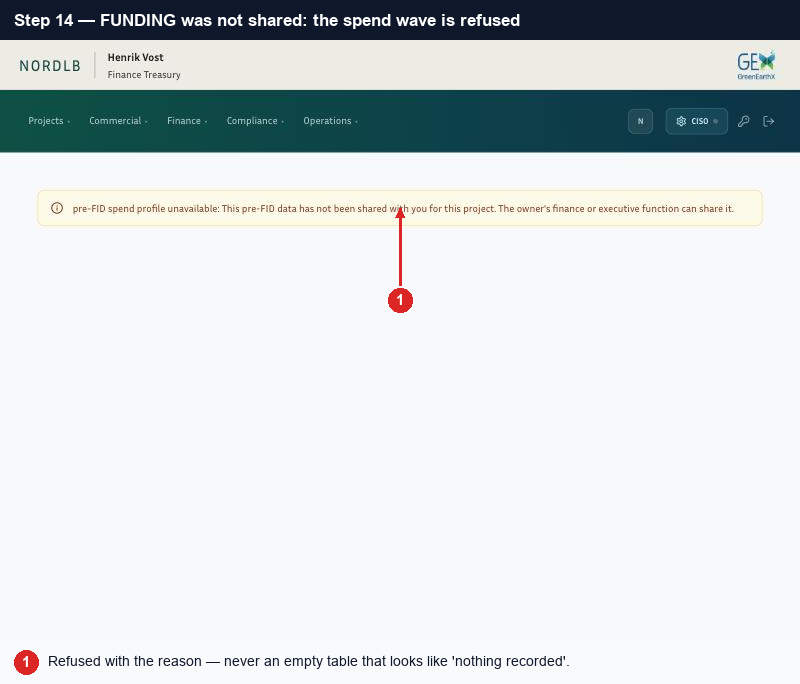 Step 14 — FUNDING was not shared: the spend wave is refused
NORDLB
Henrik Vost
Finance Treasury
GEX
GreenEarthX
Projects
Commercial
Finance
Compliance
Operations
N
CISO
pre-FID spend profile unavailable: This pre-FID data has not been shared with you for this project. The owner's finance or executive function can share it.
1
1 Refused with the reason — never an empty table that looks like 'nothing recorded'.